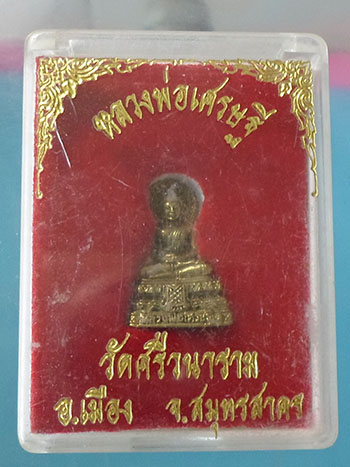 หลวงพ่อเศรษฐี
วัดศรีวนาราม
อ.เมือง จ.สมุทรสาคร